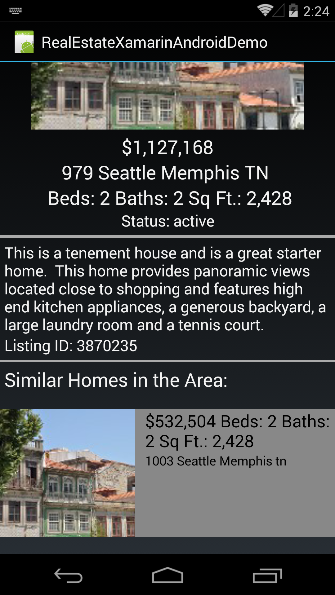 2:24
RealEstateXamarinAndroidDemo
$1,127,168
979 Seattle Memphis TN
Beds: 2 Baths: 2 Sq Ft.: 2,428
Status: active
This is a tenement house and is a great starter
home.  This home provides panoramic views
located close to shopping and features high
end kitchen appliances, a generous backyard, a
large laundry room and a tennis court.
Listing ID: 3870235
Similar Homes in the Area:
$532,504 Beds: 2 Baths:
2 Sq Ft.: 2,428
1003 Seattle Memphis tn